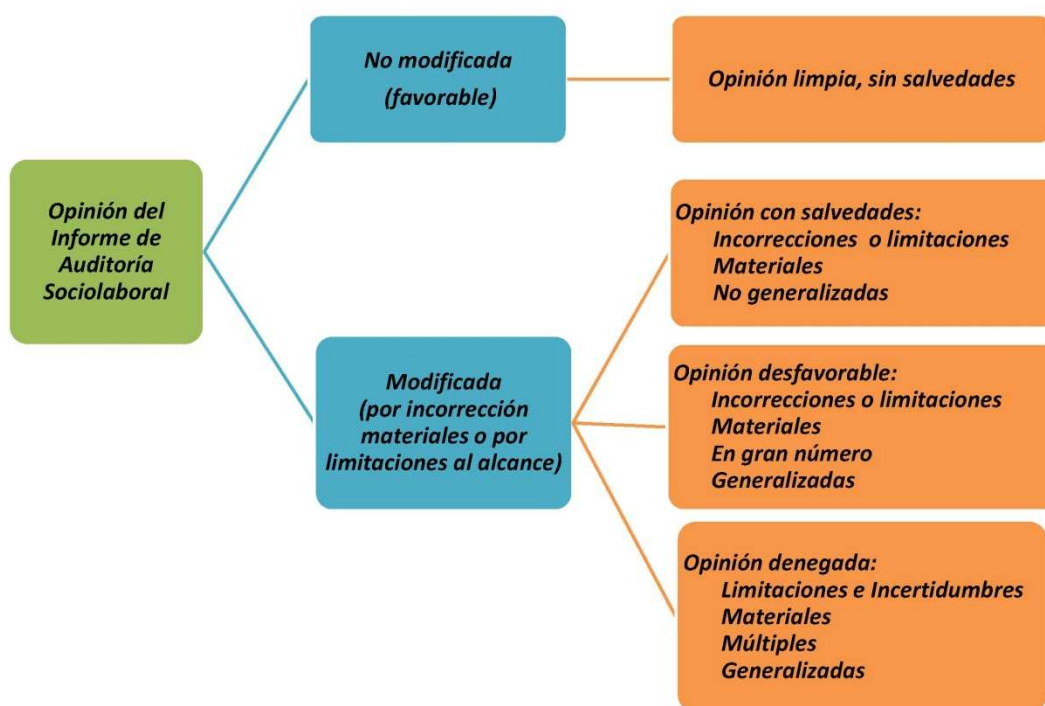 No modificada
(favorable)
Opinión limpia, sin salvedades
Opinión del
Informe de
Auditoría
Sociolaboral
Opinión con salvedades:
Incorrecciones o limitaciones
Materiales
No generalizadas
Modificada
(por incorrección
materiales o por
limitaciones al alcance)
Opinión desfavorable:
Incorrecciones o limitaciones
Materiales
En gran número
Generalizadas
Opinión denegada:
Limitaciones e Incertidumbres
Materiales
Múltiples
Generalizadas